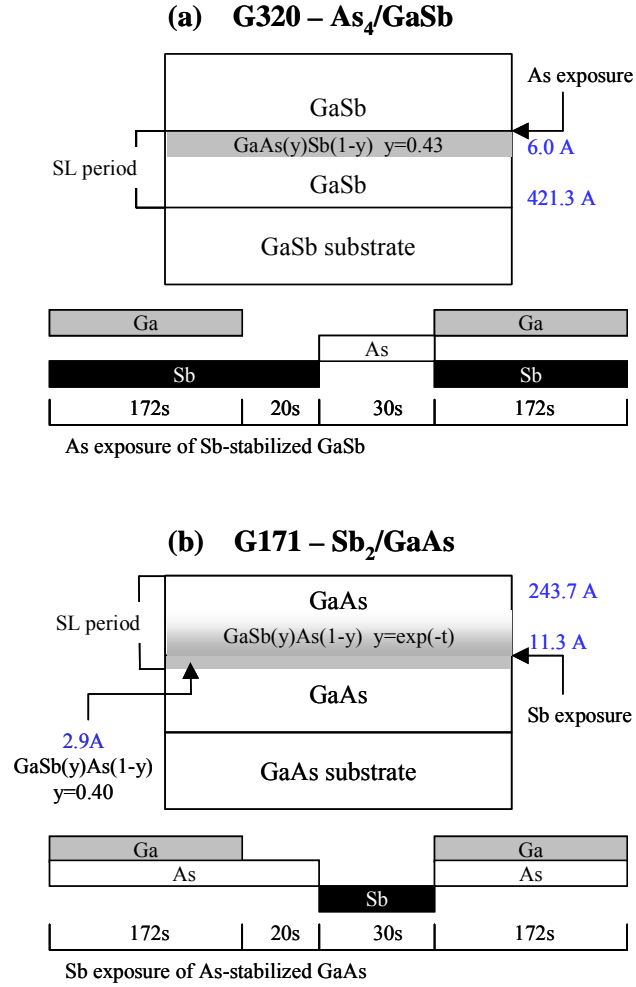 (a) G320 – As4/GaSb
As exposure
GaSb
GaAs(y)Sb(1-y) y=0.43
6.0 A
SL period
GaSb
421.3 A
GaSb substrate
Ga
Ga
As
Sb
Sb
172s
20s
30s
172s
As exposure of Sb-stabilized GaSb
(b) G171 – Sb2/GaAs
GaAs
243.7 A
SL period
GaSb(y)As(1-y) y=exp(-t)
11.3 A
GaAs
Sb exposure
2.9A
GaSb(y)As(1-y)
y=0.40
GaAs substrate
Ga
Ga
As
As
Sb
172s
20s
30s
172s
Sb exposure of As-stabilized GaAs